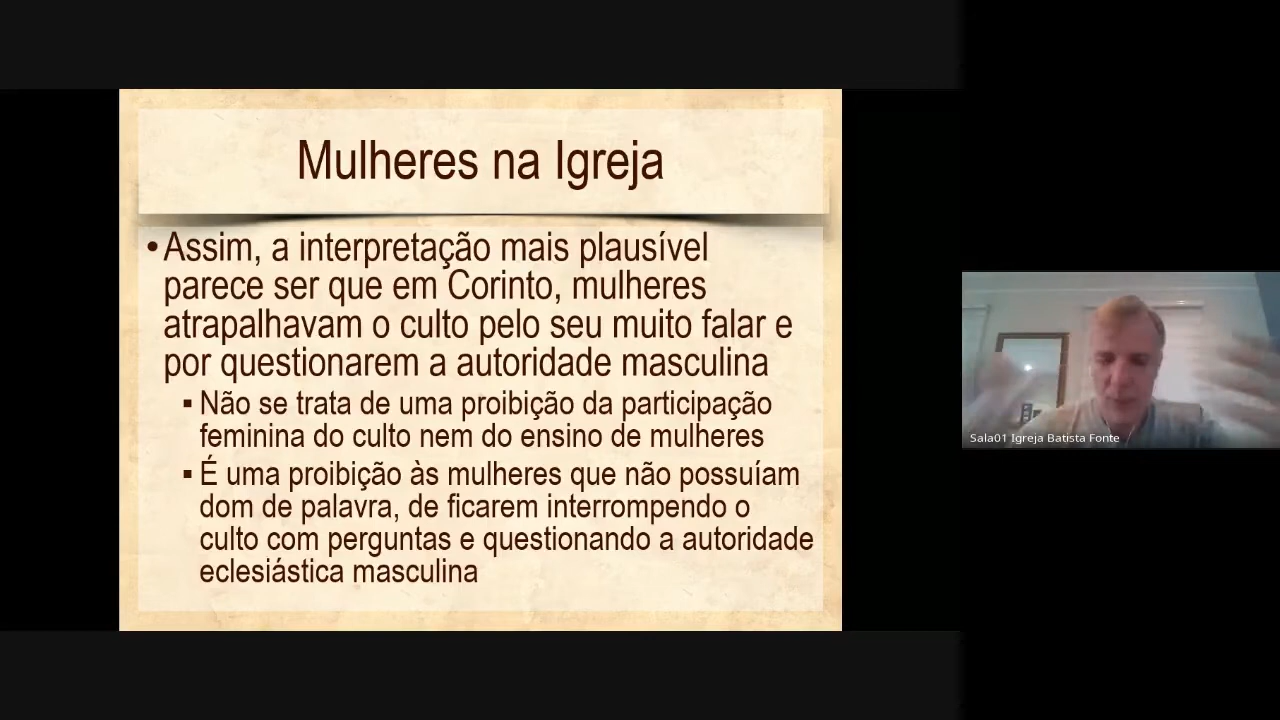 Mulheres na Igreja
• Assim, a interpretação mais plausível
parece ser que em Corinto, mulheres
atrapalhavam o culto pelo seu muito falar e
por questionarem a autoridade masculina
▪ Não se trata de uma proibição da participação
feminina do culto nem do ensino de mulheres
▪ É uma proibição às mulheres que não possuíam
dom de palavra, de ficarem interrompendo o
culto com perguntas e questionando a autoridade
eclesiástica masculina
Sala01 Igreja Batista Fonte